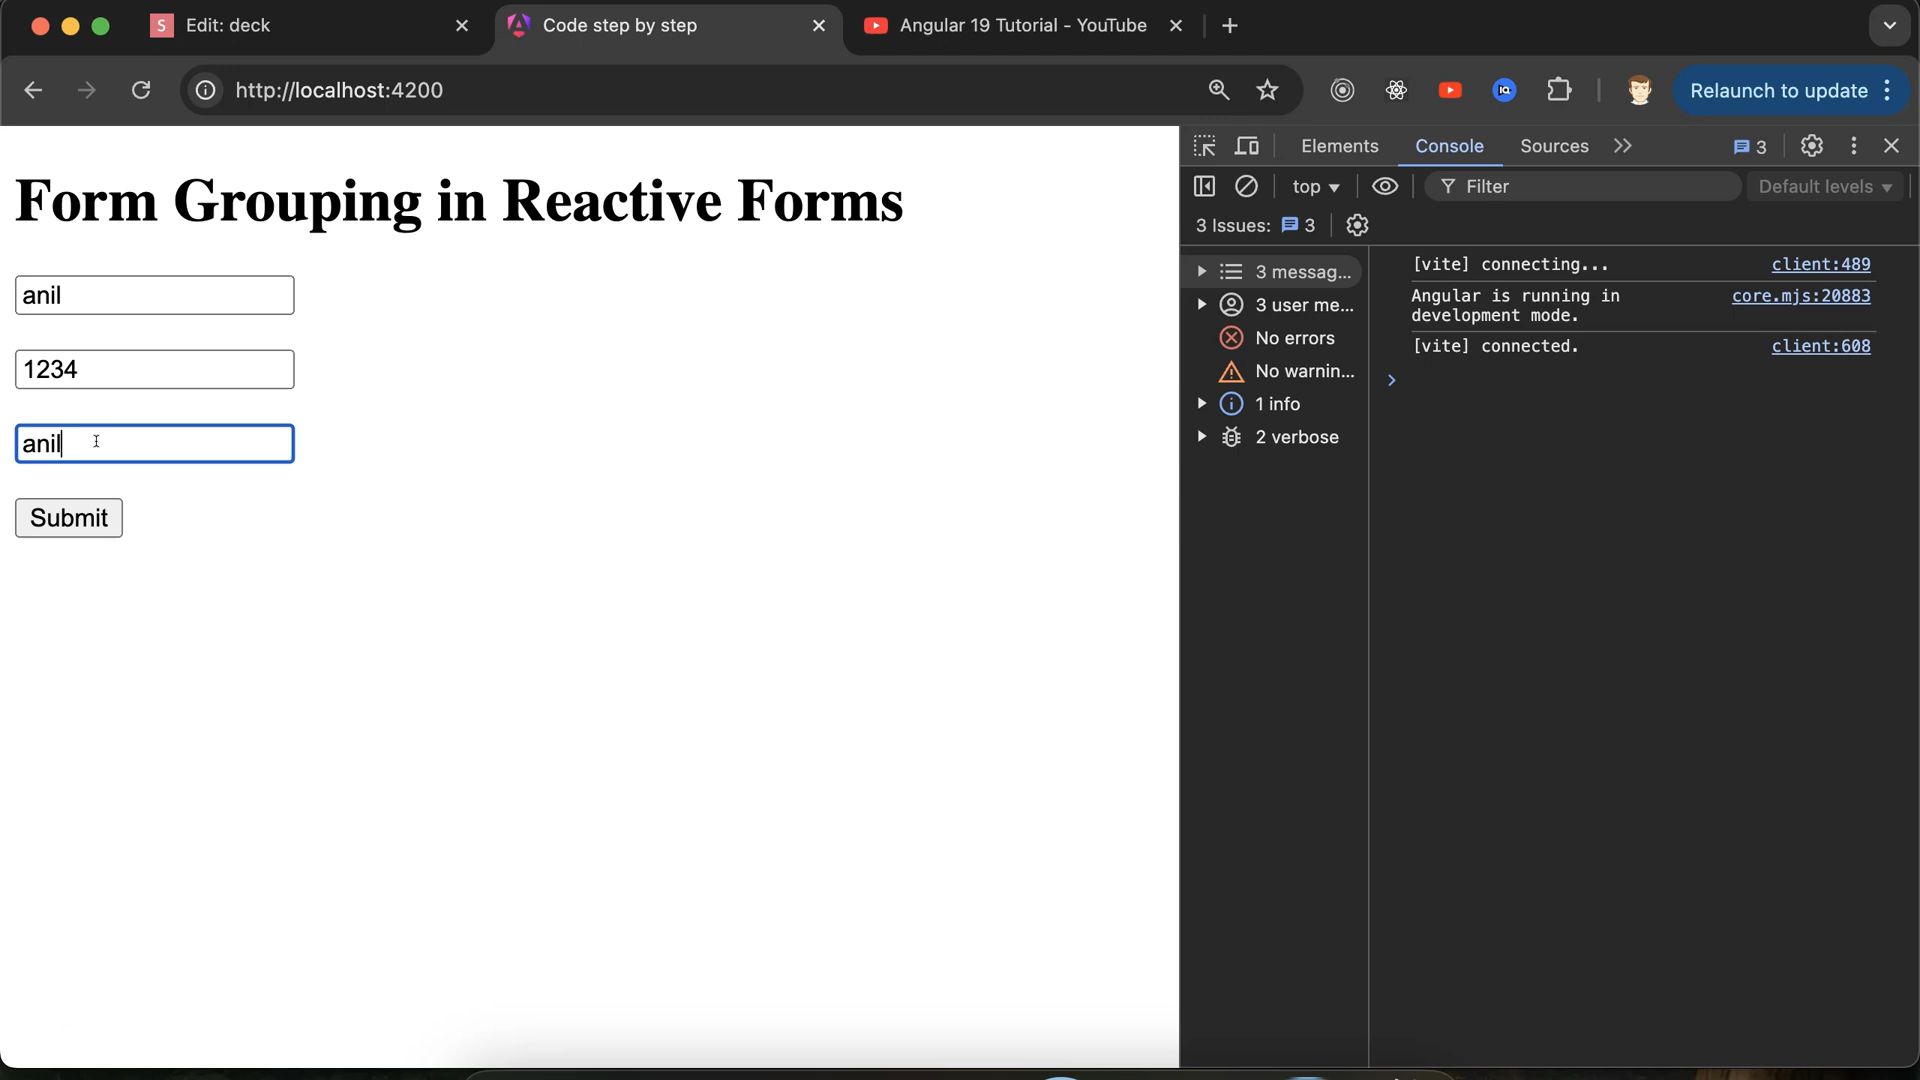 S Edit: deck
Code step by step
Angular 19 Tutorial - YouTube
http://localhost:4200
IQ
Relaunch to update
Form Grouping in Reactive Forms
anil
1234
anil
Submit
Elements
Console
Sources
3
top
Filter
Default levels
3 Issues: 3
3 messag...
3 user me...
No errors
No warnin...
1 info
2 verbose
[vite] connecting... client:489
Angular is running in core.mjs:20883
development mode.
[vite] connected. client:608